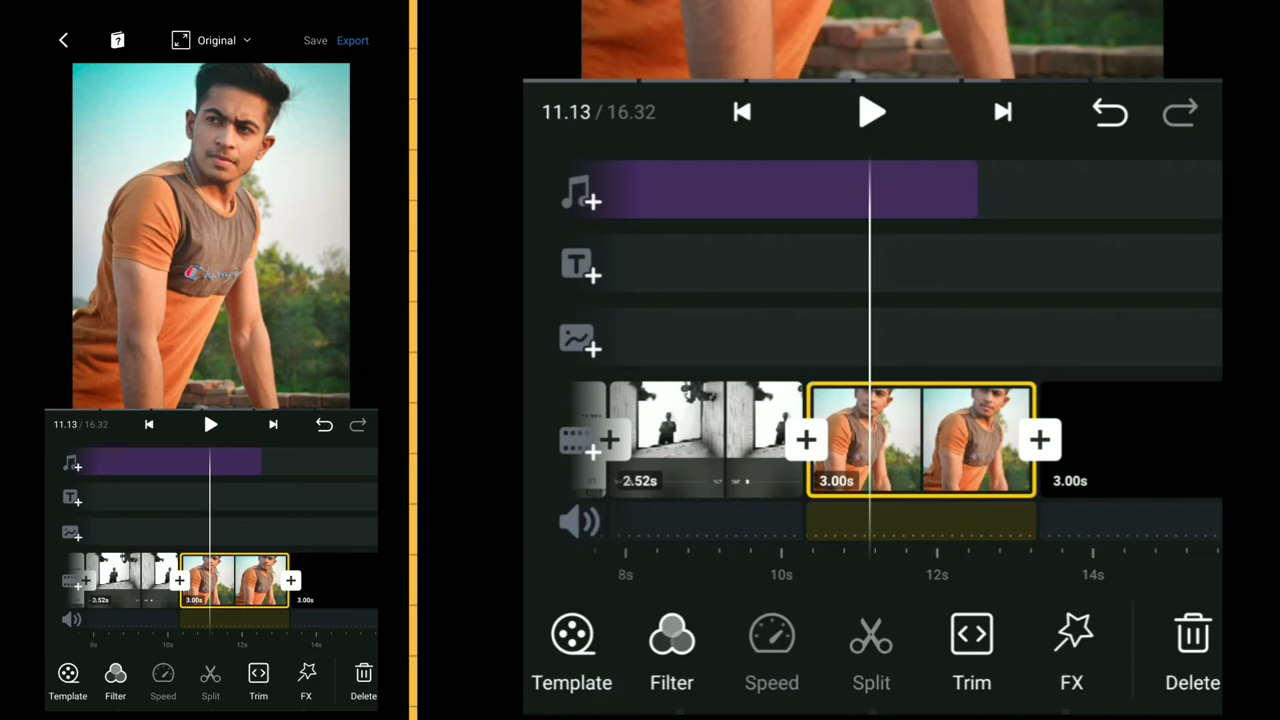 Original
Save
Export
Champion
11.13 / 16.32
2.52s
3.00s
3.00s
8s
10s
12s
14s
Template
Filter
Speed
Split
Trim
FX
Delete
11.13 / 16.32
2.52s
3.00s
3.00s
8s
10s
12s
14s
Template
Filter
Speed
Split
Trim
FX
Delete